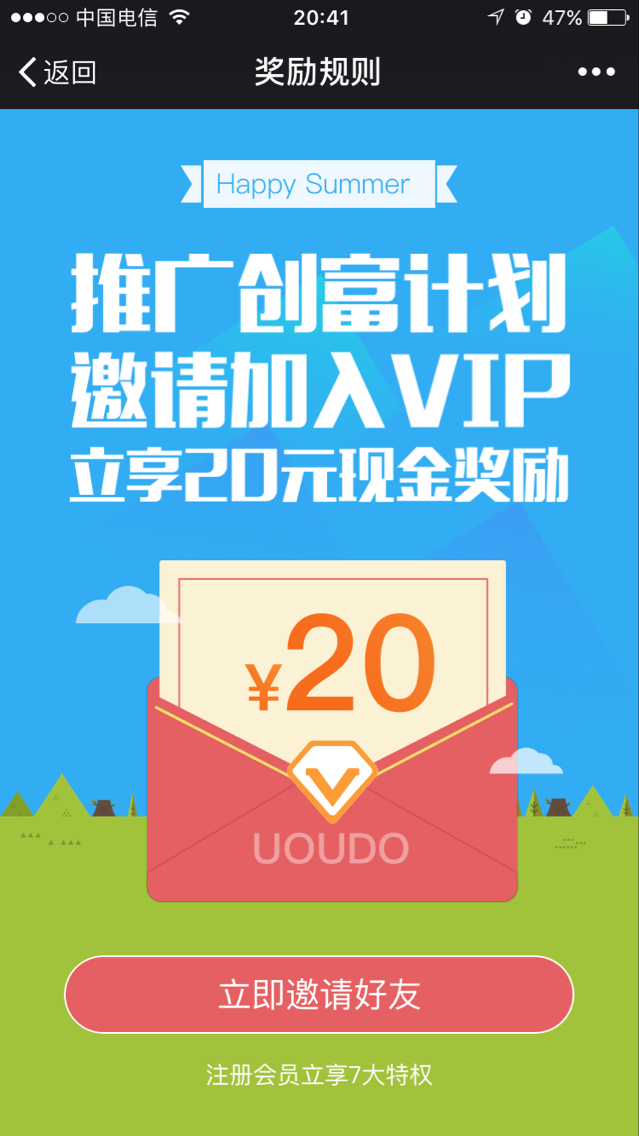 中国电信 20:41 47%
返回 奖励规则
Happy Summer
推广创富计划
邀请加入VIP
立享20元现金奖励
¥20
V
UOUDO
立即邀请好友
注册会员立享7大特权